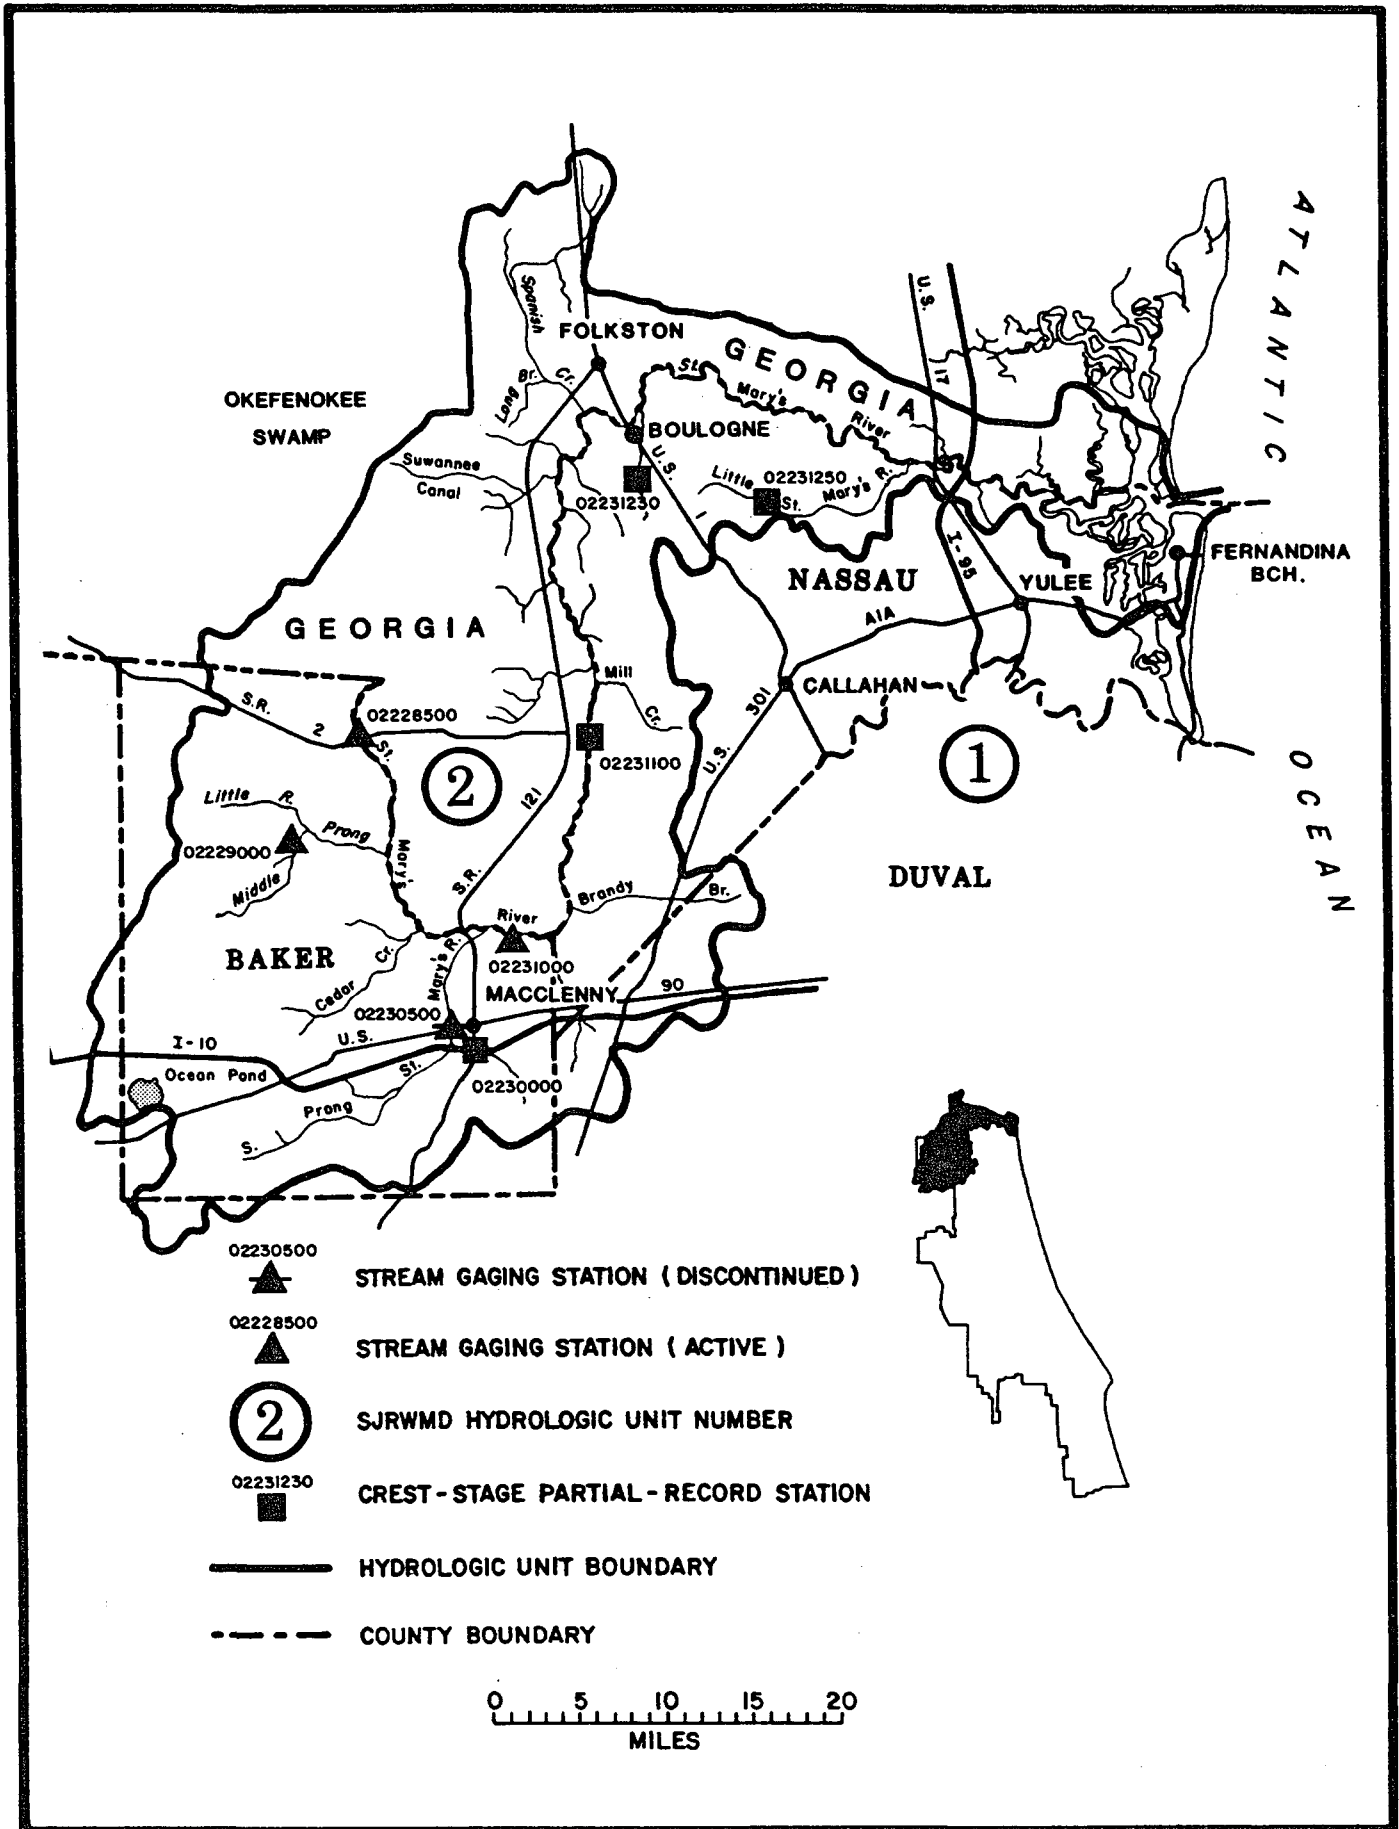 ATLANTIC
OCEAN
U.S.
17
Spanish
Cr.
FOLKSTON
GEORGIA
Long Br.
St. Mary's River
OKEFENOKEE
SWAMP
BOULOGNE
U.S.
1
Suwannee
Canal
02231230
Little St. Mary's R.
02231250
I-95
FERNANDINA
BCH.
NASSAU
YULEE
A1A
GEORGIA
Mill
Cr.
CALLAHAN
U.S. 301
S.R. 2
02228500
St. Mary's River
02231100
2
1
Little R.
Prong
02229000
Middle
S.R. 121
DUVAL
Brandy Br.
BAKER
Cedar Cr.
Mary's R.
02231000
MACCLENNY
90
02230500
U.S.
I-10
Ocean Pond
St.
02230000
S. Prong
02230500
STREAM GAGING STATION (DISCONTINUED)
02228500
STREAM GAGING STATION (ACTIVE)
2
SJRWMD HYDROLOGIC UNIT NUMBER
02231230
CREST-STAGE PARTIAL-RECORD STATION
HYDROLOGIC UNIT BOUNDARY
COUNTY BOUNDARY
0 5 10 15 20
MILES